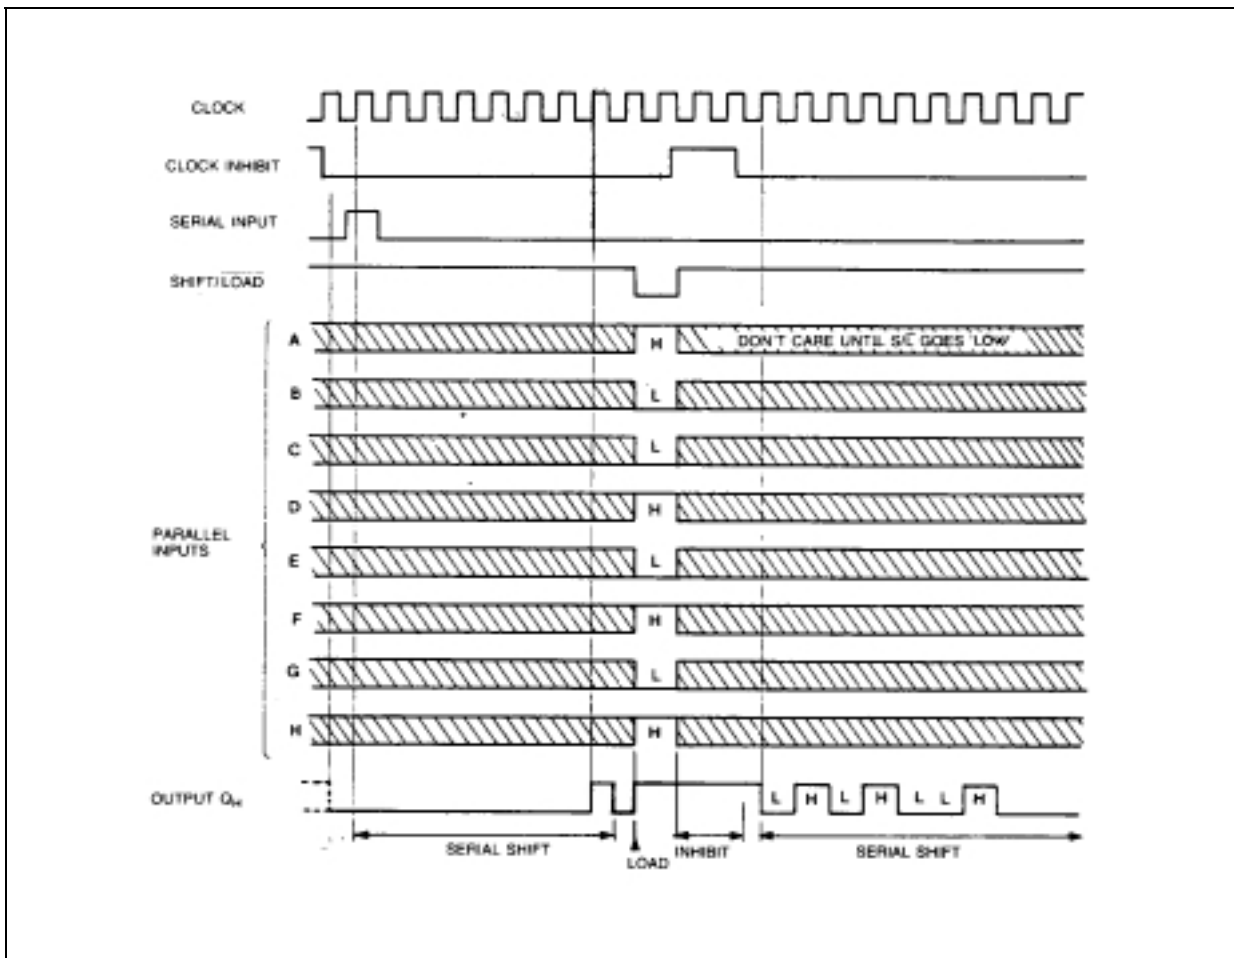 CLOCK
CLOCK INHIBIT
SERIAL INPUT
SHIFT/LOAD
A H DON'T CARE UNTIL S/L GOES LOW
B L
C L
D H
PARALLEL INPUTS
E L
F H
G L
H H
OUTPUT QH L H L H L L H
SERIAL SHIFT LOAD INHIBIT SERIAL SHIFT